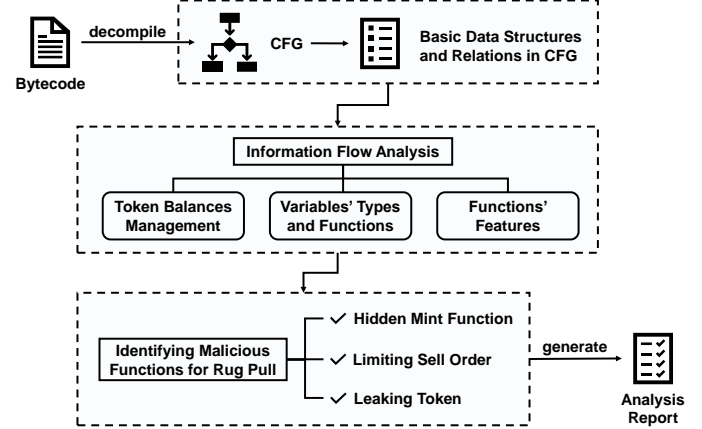 decompile
Bytecode
CFG
Basic Data Structures
and Relations in CFG
Information Flow Analysis
Token Balances
Management
Variables' Types
and Functions
Functions'
Features
Identifying Malicious
Functions for Rug Pull
Hidden Mint Function
Limiting Sell Order
Leaking Token
generate
Analysis
Report